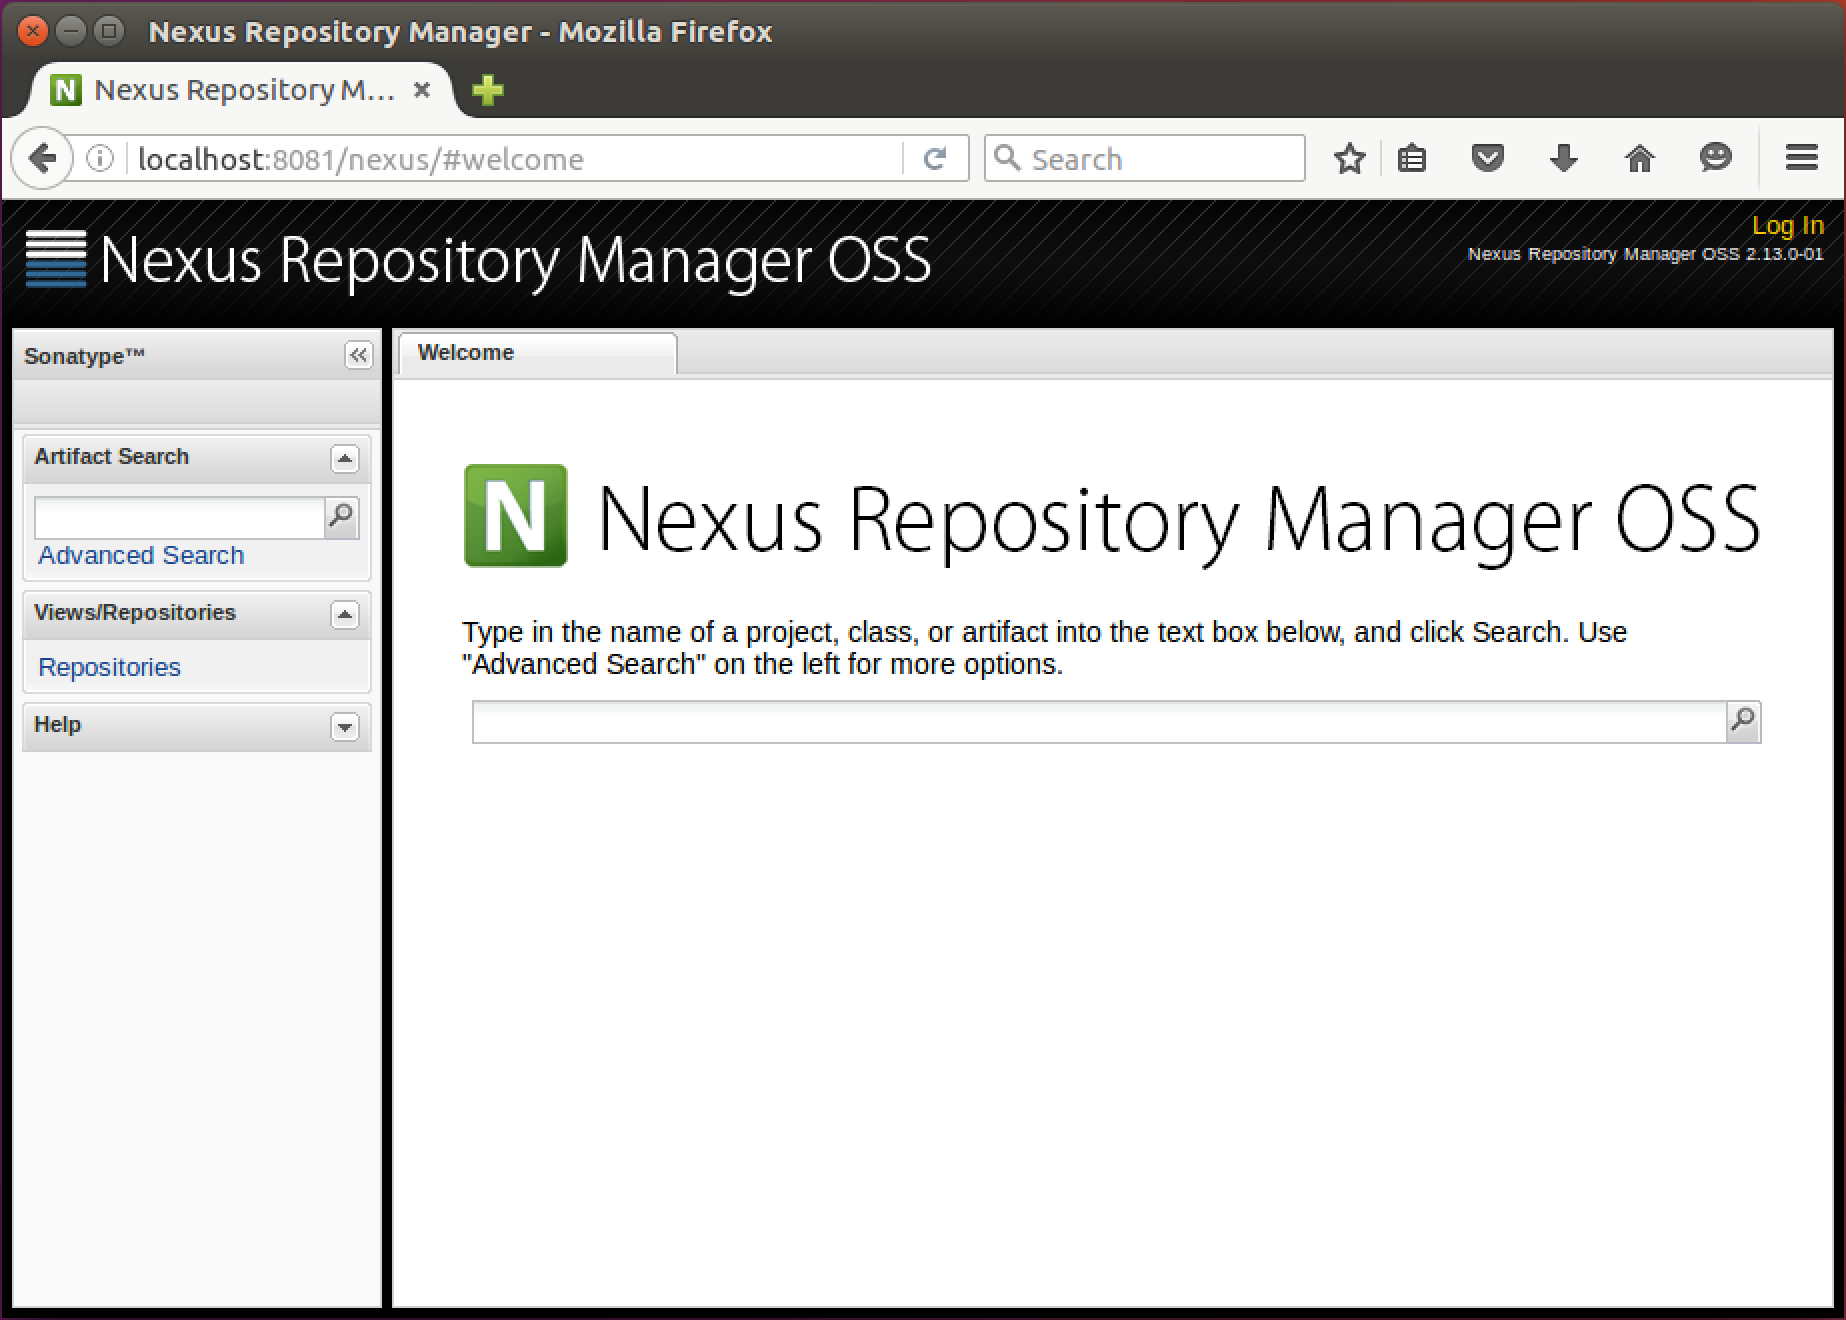 Nexus Repository Manager - Mozilla Firefox
N Nexus Repository M...
localhost:8081/nexus/#welcome
Search
Nexus Repository Manager OSS
Log In
Nexus Repository Manager OSS 2.13.0-01
Sonatype™
Artifact Search
Advanced Search
Views/Repositories
Repositories
Help
Welcome
N Nexus Repository Manager OSS
Type in the name of a project, class, or artifact into the text box below, and click Search. Use
"Advanced Search" on the left for more options.